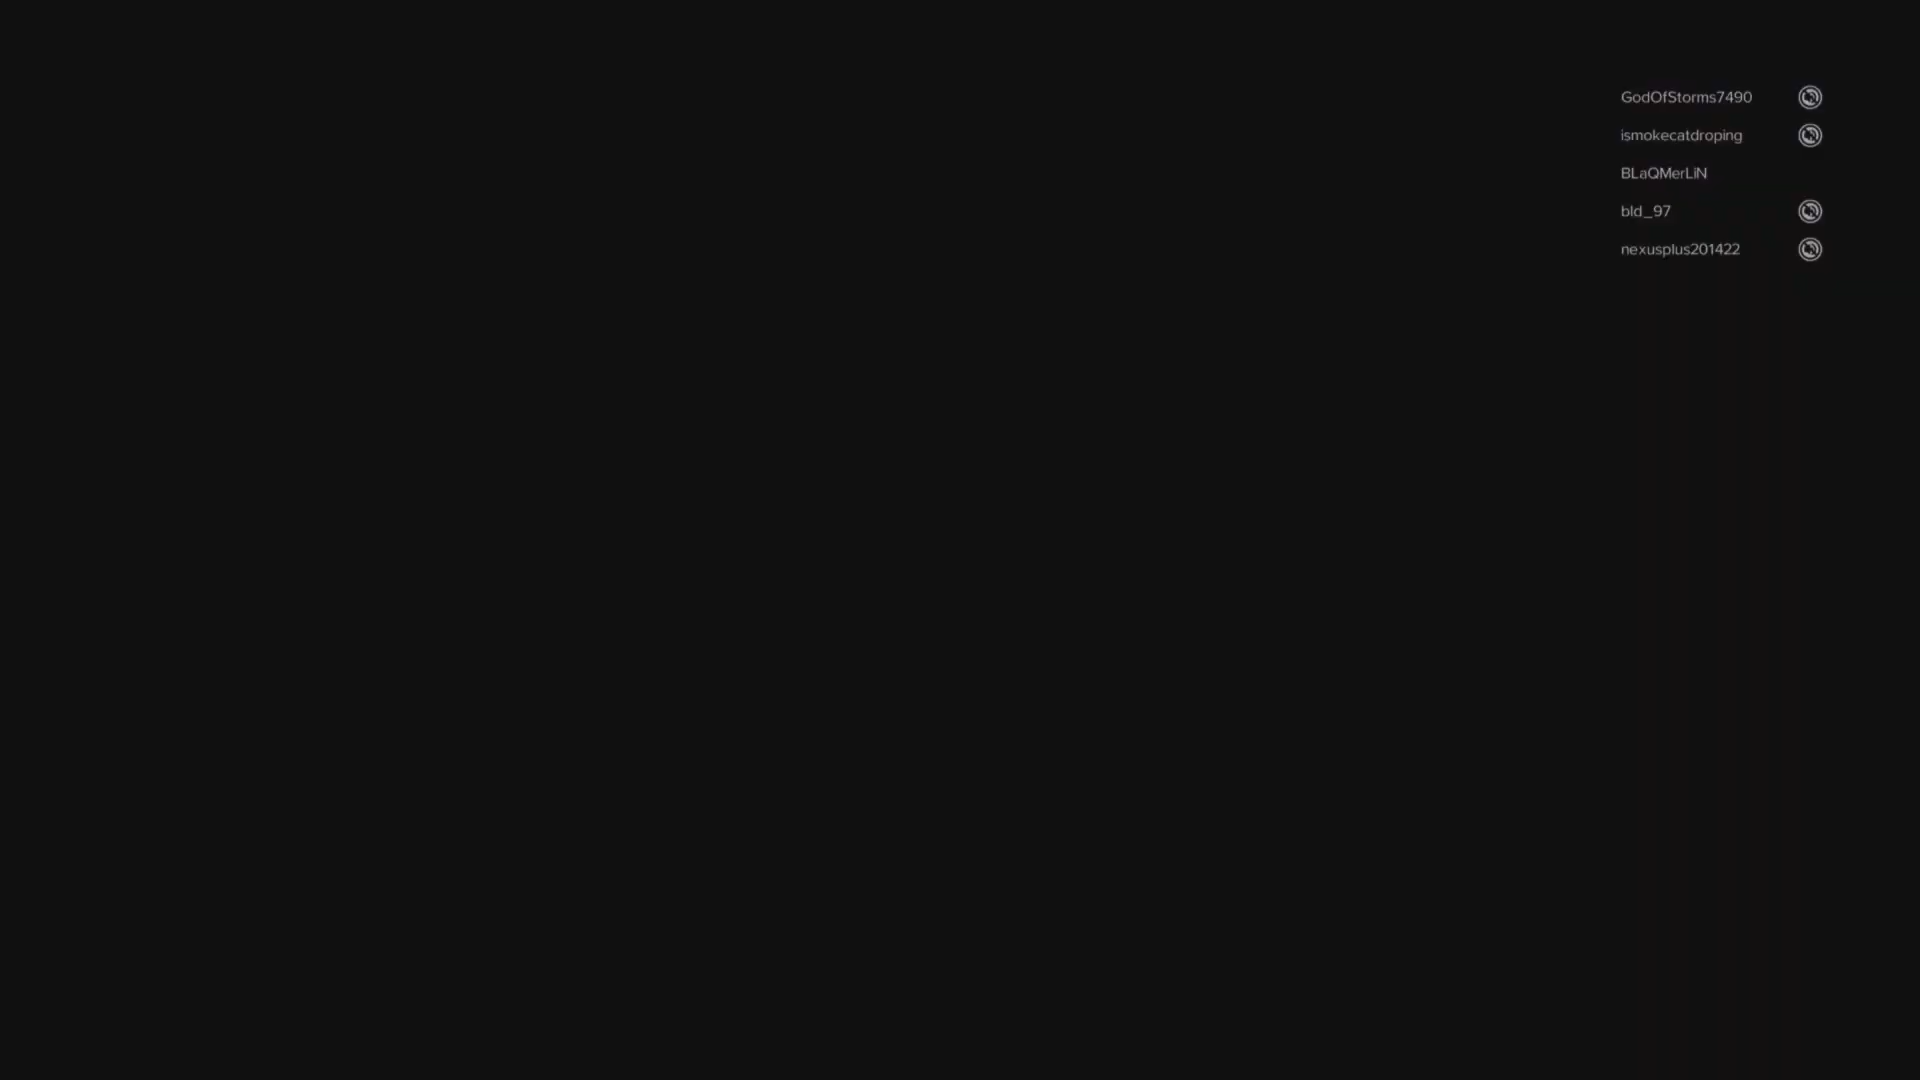 GodOfStorms7490
ismokecatdroping
BLaQMerLiN
bld_97
nexusplus201422